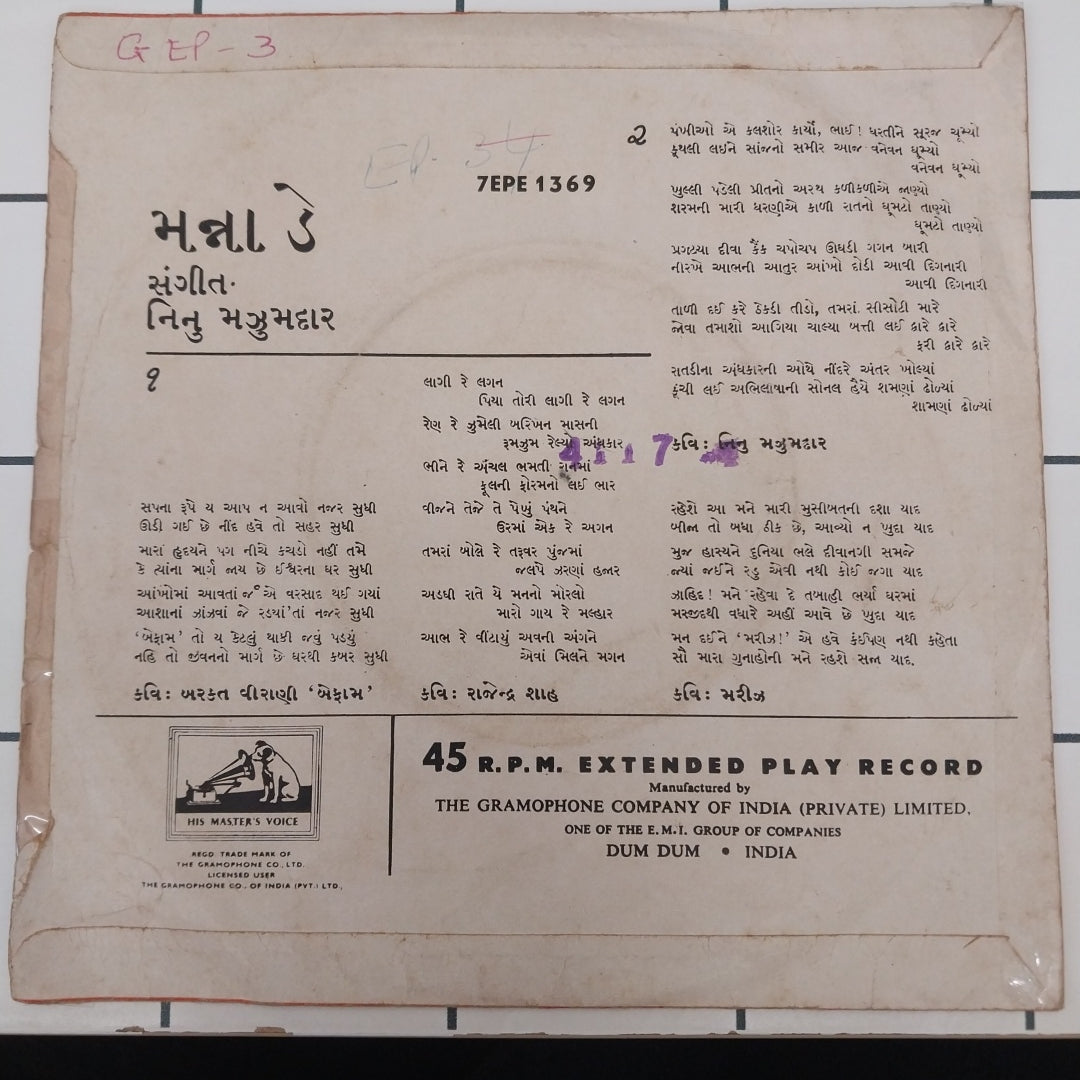 GEP-3
EP. 34
7EPE 1369
મન્ના ડે
સંગીત·
નિનુ મઝુમદાર
૧
સપના રૂપે ય આપ ન આવો નજર સુધી
ઊડી ગઈ છે નીંદ હવે તો સહર સુધી
મારાં હૃદયને પગ નીચે કચડો નહીં તમે
કે ત્યાંના માર્ગ જાય છે ઈશ્વરના ઘર સુધી
આંખોમાં આવતાં જ એ વરસાદ થઈ ગયાં
આશાનાં ઝાંઝવાં જે રડયાં'તાં નજર સુધી
‘બેફામ’ તો ય કેટલું થાકી જવું પડયું
નહિ તો જીવનનો માર્ગ છે ઘરથી કબર સુધી
કવિ: બરકત વીરાણી ‘બેફામ’
લાગી રે લગન
પિયા તોરી લાગી રે લગન
રેણ રે ઝુમેલી બરિખન માસની
રૂમઝુમ રેલ્યો અંધકાર
ભીને રે અંચલ ભમતી રાનમાં
ફૂલની ફોરમનો લઈ ભાર
વીજને તેજે તે પેખું પંથને
ઉરમાં એક રે અગન
તમરાં બોલે રે તરૂવર પુંજમાં
જલપે ઝરણાં હજાર
અડધી રાતે યે મનનો મોરલો
મારો ગાય રે મલ્હાર
આભ રે વીંટાયું અવની અંગને
એવાં મિલને મગન
કવિ: રાજેન્દ્ર શાહ
૨
પંખીઓ એ કલશોર કાર્યો, ભાઈ! ધરતીને સૂરજ ચૂમ્યો
કૂથલી લઈને સાંજનો સમીર આજ વનેવન ઘૂમ્યો
વનેવન ઘૂમ્યો
ખુલ્લી પડેલી પ્રીતનો અરથ કળીકળીએ જાણ્યો
શરમની મારી ધરણીએ કાળી રાતનો ઘૂમટો તાણ્યો
ઘૂમટો તાણ્યો
પ્રગટ્યા દીવા કૈંક ચપોચપ ઊઘડી ગગન બારી
નીરખે આભની આતુર આંખો દોડી આવી દિગનારી
આવી દિગનારી
તાળી દઈ કરે ઠેકડી તીડો, તમરાં સીસોટી મારે
જોવા તમાશો આગિયા ચાલ્યા બત્તી લઈ દ્વારે દ્વારે
ફરી દ્વારે દ્વારે
રાતડીના અંધકારની ઓથે નીંદરે અંતર ખોલ્યાં
કૂંચી લઈ અભિલાષાની સોનલ હૈયે શમણાં ઢોળ્યાં
શામણાં ઢોળ્યાં
કવિ: નિનુ મઝુમદાર
રહેશે આ મને મારી મુસીબતની દશા યાદ
બીજા તો બધા ઠીક છે, આવ્યો ન ખુદા યાદ
મુજ હાસ્યને દુનિયા ભલે દીવાનગી સમજે
જ્યાં જઈને રડુ એવી નથી કોઈ જગા યાદ
જાહિદ! મને રહેવા દે તબાહી ભર્યા ઘરમાં
મસ્જીદથી વધારે અહીં આવે છે ખુદા યાદ
મન દઈને ‘મરીઝ!’ એ હવે કંઈપણ નથી કહેતા
સૌ મારા ગુનાહોની મને રહશે સજા યાદ.
કવિ: મરીઝ
HIS MASTER'S VOICE
REGD TRADE MARK OF
THE GRAMOPHONE CO., LTD.
LICENSED USER
THE GRAMOPHONE CO. OF INDIA (PVT.) LTD.,
45 R.P.M. EXTENDED PLAY RECORD
Manufactured by
THE GRAMOPHONE COMPANY OF INDIA (PRIVATE) LIMITED,
ONE OF THE E.M.I. GROUP OF COMPANIES
DUM DUM • INDIA